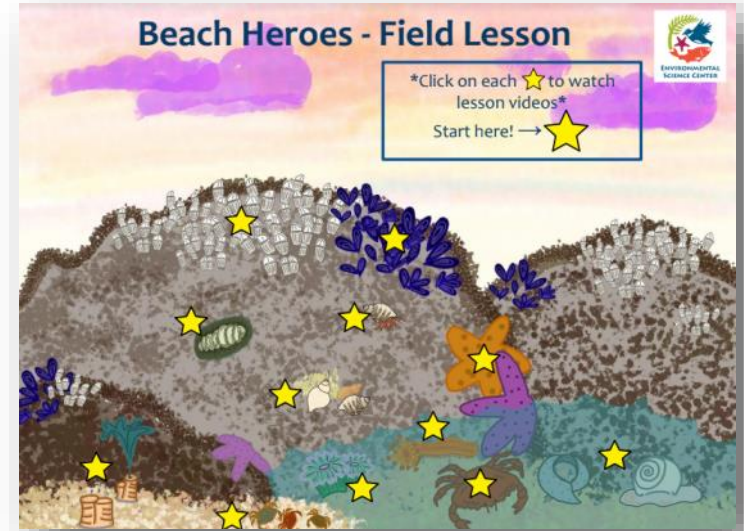 Beach Heroes - Field Lesson
*Click on each to watch
lesson videos*
Start here! →
ENVIRONMENTAL
SCIENCE CENTER